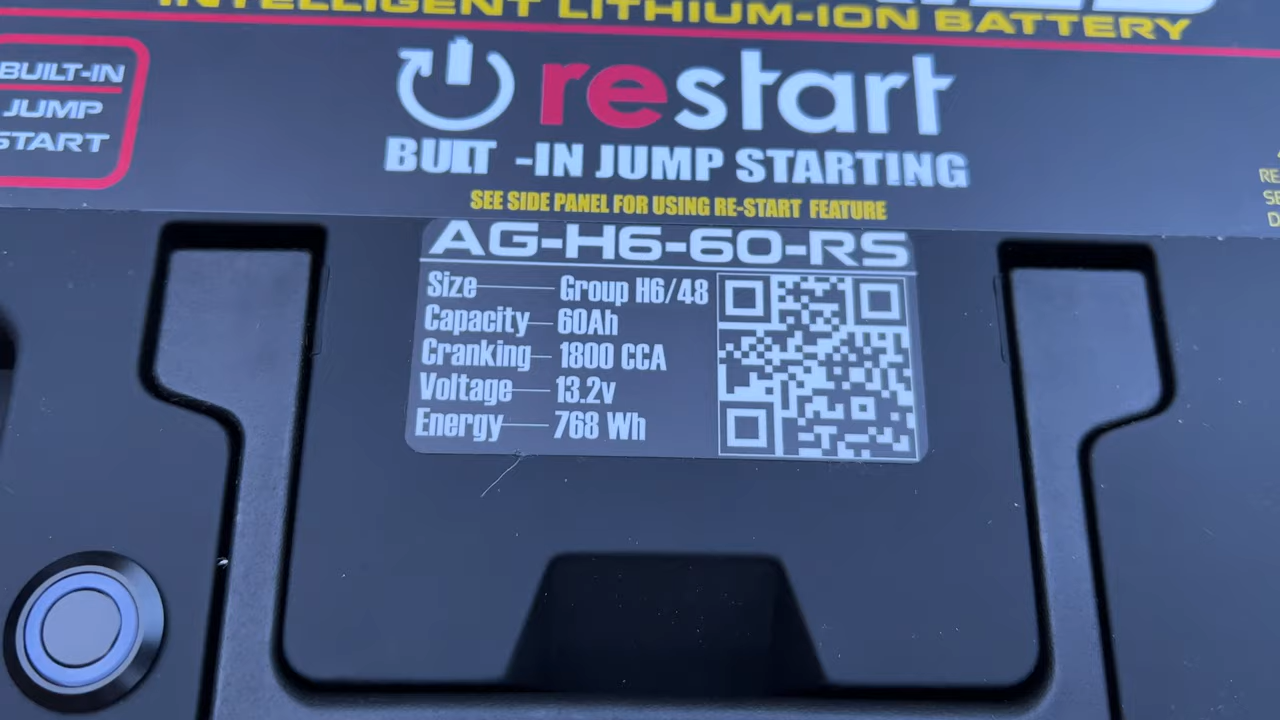 INTELLIGENT LITHIUM-ION BATTERY
BUILT-IN
JUMP
START
restart
BUILT -IN JUMP STARTING
SEE SIDE PANEL FOR USING RE-START FEATURE
AG-H6-60-RS
Size Group H6/48
Capacity 60Ah
Cranking 1800 CCA
Voltage 13.2v
Energy 768 Wh